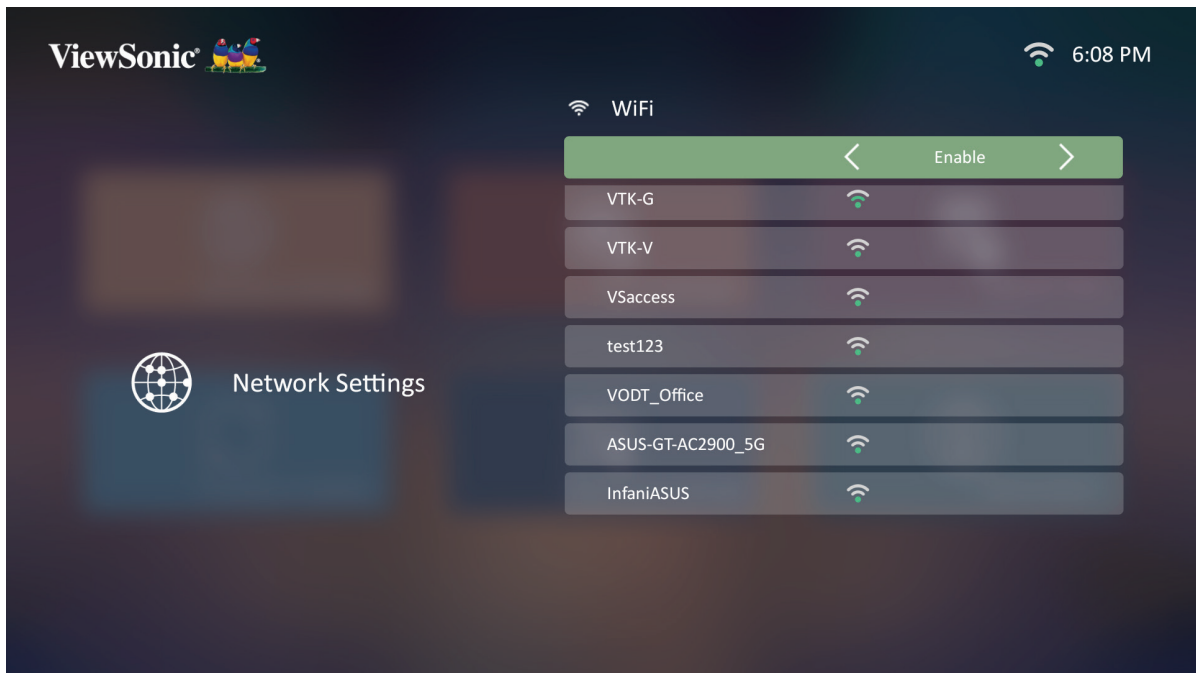 ViewSonic®
6:08 PM
WiFi
Enable
VTK-G
VTK-V
VSaccess
test123
Network Settings
VODT_Office
ASUS-GT-AC2900_5G
InfaniASUS